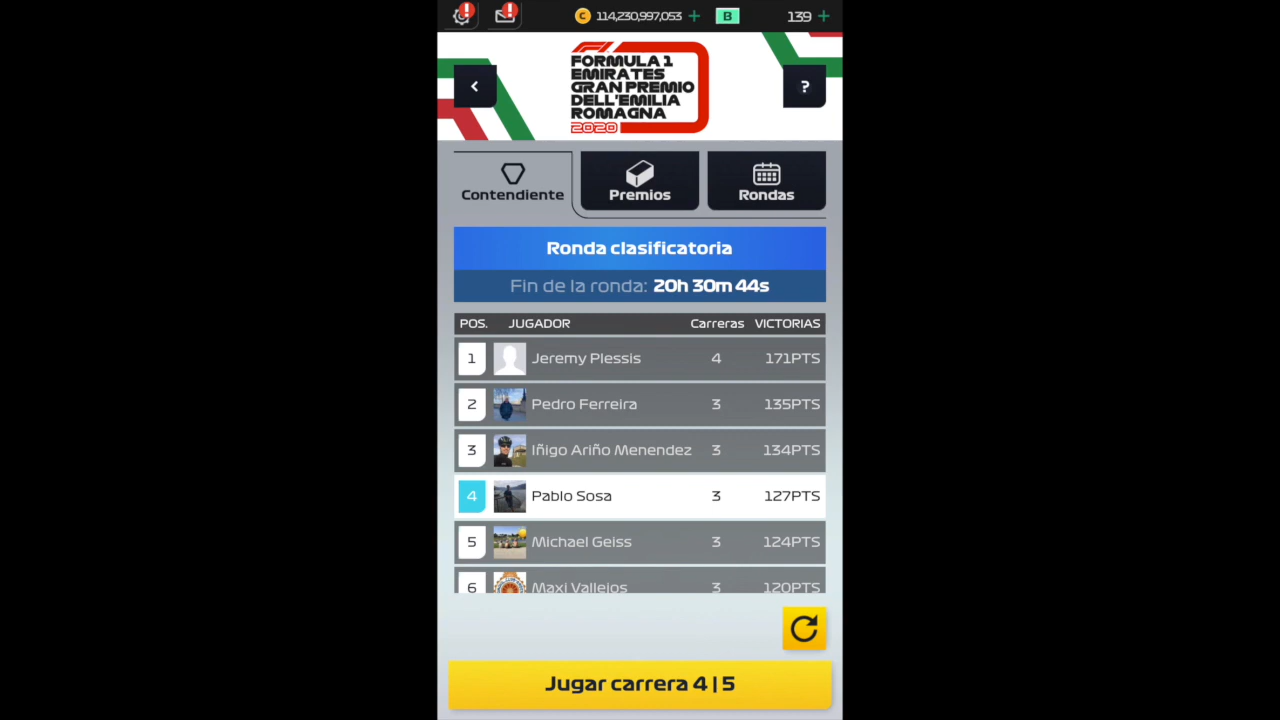 114,230,997,053 + B 139 +
FORMULA 1
EMIRATES
GRAN PREMIO
DELL'EMILIA
ROMAGNA
2020
?
Contendiente Premios Rondas
Ronda clasificatoria
Fin de la ronda: 20h 30m 44s
POS. JUGADOR Carreras VICTORIAS
1 Jeremy Plessis 4 171PTS
2 Pedro Ferreira 3 135PTS
3 Iñigo Ariño Menendez 3 134PTS
4 Pablo Sosa 3 127PTS
5 Michael Geiss 3 124PTS
6 Maxi Vallejos 3 120PTS
Jugar carrera 4|5